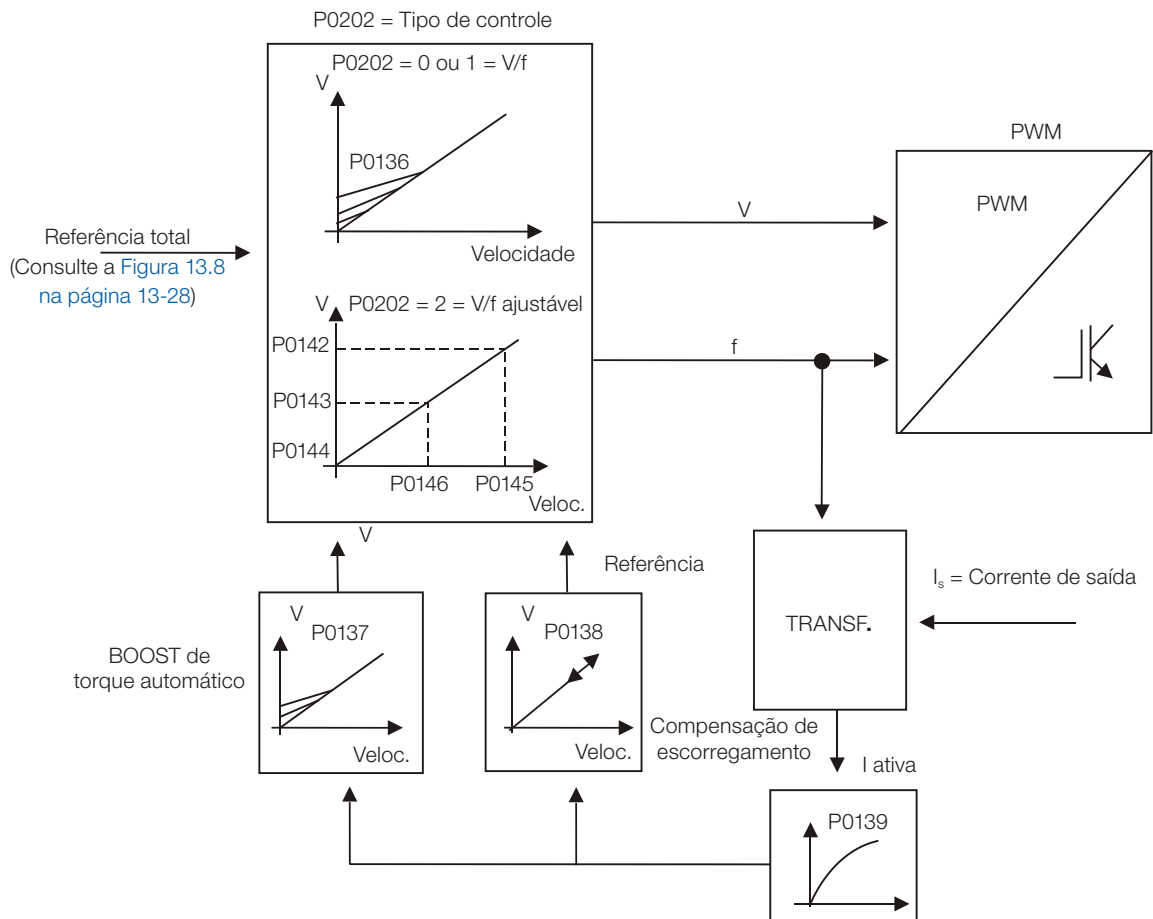 P0202 = Tipo de controle
P0202 = 0 ou 1 = V/f
V
P0136
Velocidade
Referência total
(Consulte a Figura 13.8
na página 13-28)
V
P0202 = 2 = V/f ajustável
P0142
P0143
P0144
P0146
P0145
Veloc.
V
f
PWM
PWM
V
Referência
BOOST de
torque automático
V
P0137
Veloc.
V
P0138
Veloc.
Compensação de
escorregamento
TRANSF.
Is = Corrente de saída
I ativa
P0139